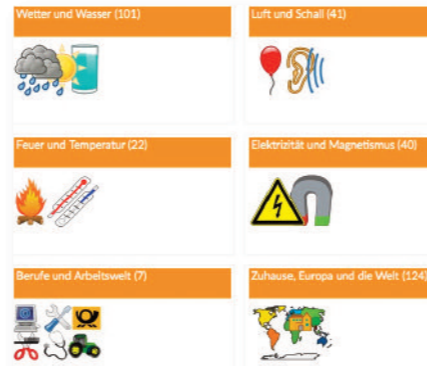 Wetter und Wasser (101)
Luft und Schall (41)
Feuer und Temperatur (22)
Elektrizität und Magnetismus (40)
Berufe und Arbeitswelt (7)
Zuhause, Europa und die Welt (124)